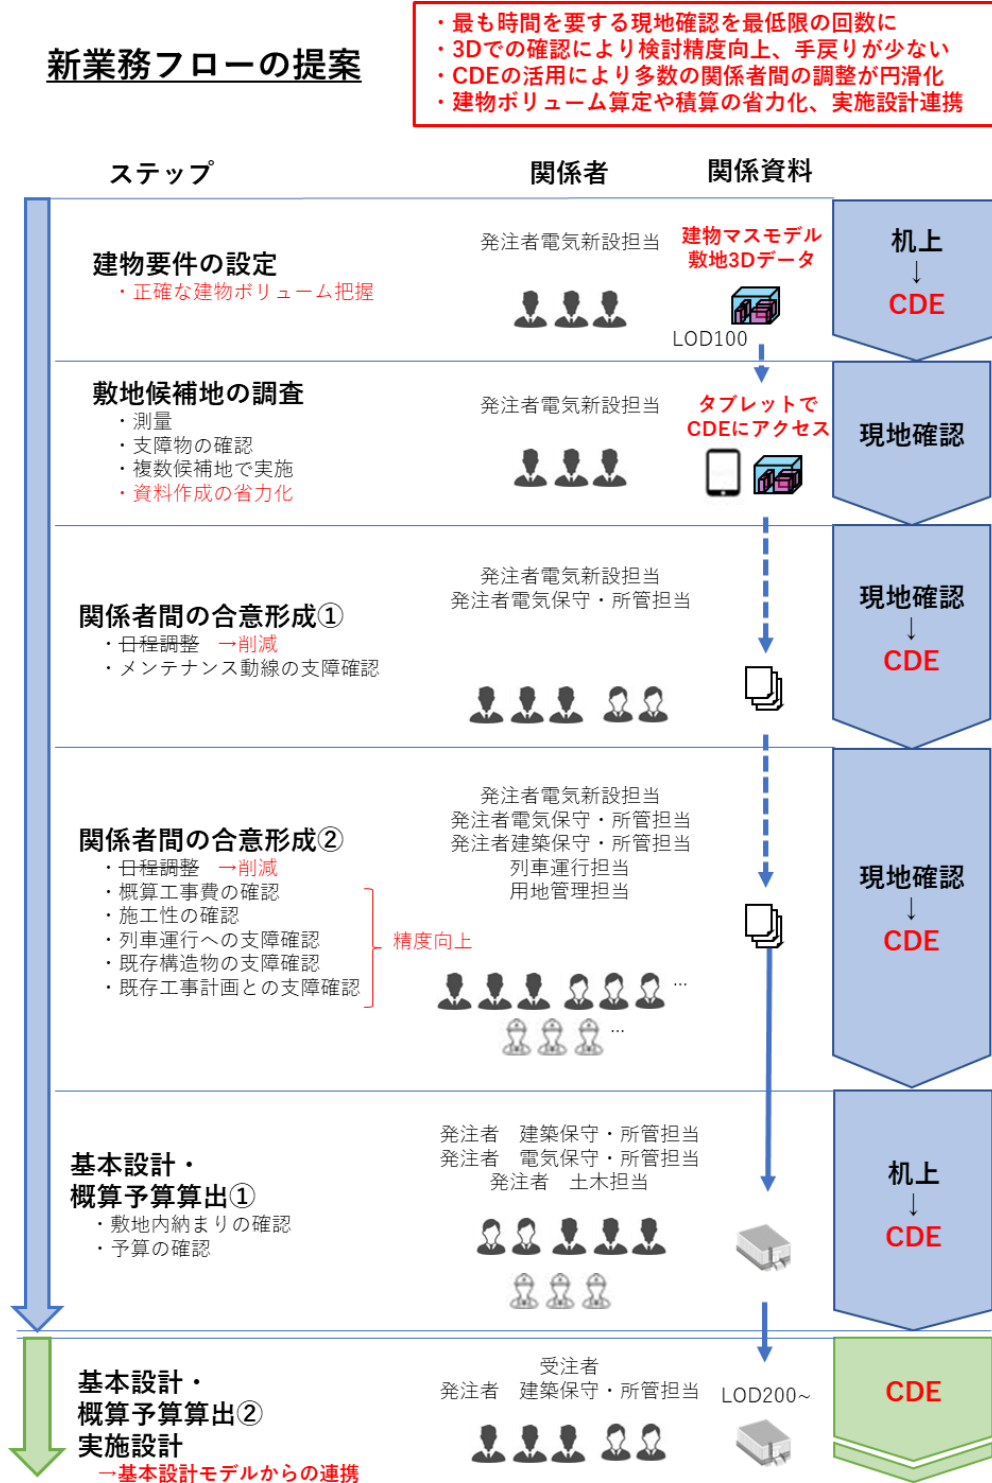 新業務フローの提案
・最も時間を要する現地確認を最低限の回数に
・3Dでの確認により検討精度向上、手戻りが少ない
・CDEの活用により多数の関係者間の調整が円滑化
・建物ボリューム算定や積算の省力化、実施設計連携
ステップ
関係者
関係資料
建物要件の設定
・正確な建物ボリューム把握
発注者電気新設担当
建物マスモデル
敷地3Dデータ
LOD100
机上
↓
CDE
敷地候補地の調査
・測量
・支障物の確認
・複数候補地で実施
・資料作成の省力化
発注者電気新設担当
タブレットで
CDEにアクセス
現地確認
関係者間の合意形成①
・日程調整　→削減
・メンテナンス動線の支障確認
発注者電気新設担当
発注者電気保守・所管担当
現地確認
↓
CDE
関係者間の合意形成②
・日程調整　→削減
・概算工事費の確認
・施工性の確認
・列車運行への支障確認
・既存構造物の支障確認
・既存工事計画との支障確認
精度向上
発注者電気新設担当
発注者電気保守・所管担当
発注者建築保守・所管担当
列車運行担当
用地管理担当
…
…
現地確認
↓
CDE
基本設計・
概算予算算出①
・敷地内納まりの確認
・予算の確認
発注者　建築保守・所管担当
発注者　電気保守・所管担当
発注者　土木担当
机上
↓
CDE
基本設計・
概算予算算出②
実施設計
→基本設計モデルからの連携
受注者
発注者　建築保守・所管担当
LOD200~
CDE